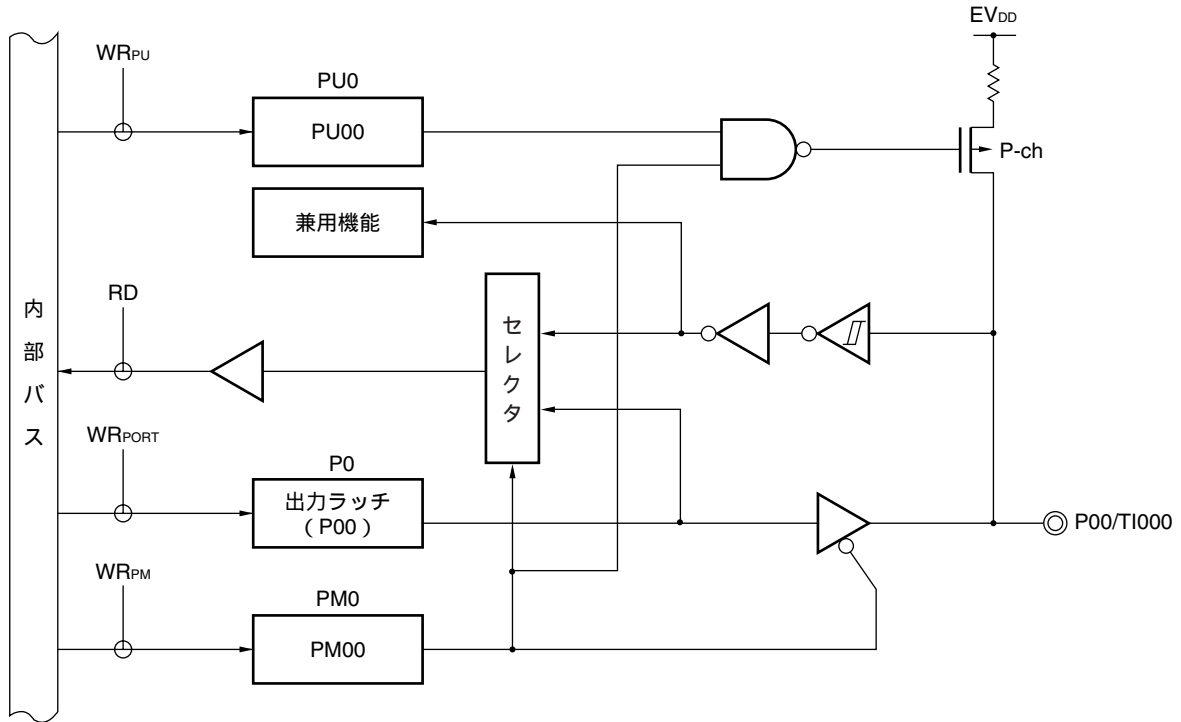 EVDD
WRPU
PU0
PU00
P-ch
兼用機能
RD
内部バス
セレクタ
WRPORT
P0
出力ラッチ
（P00）
P00/TI000
WRPM
PM0
PM00